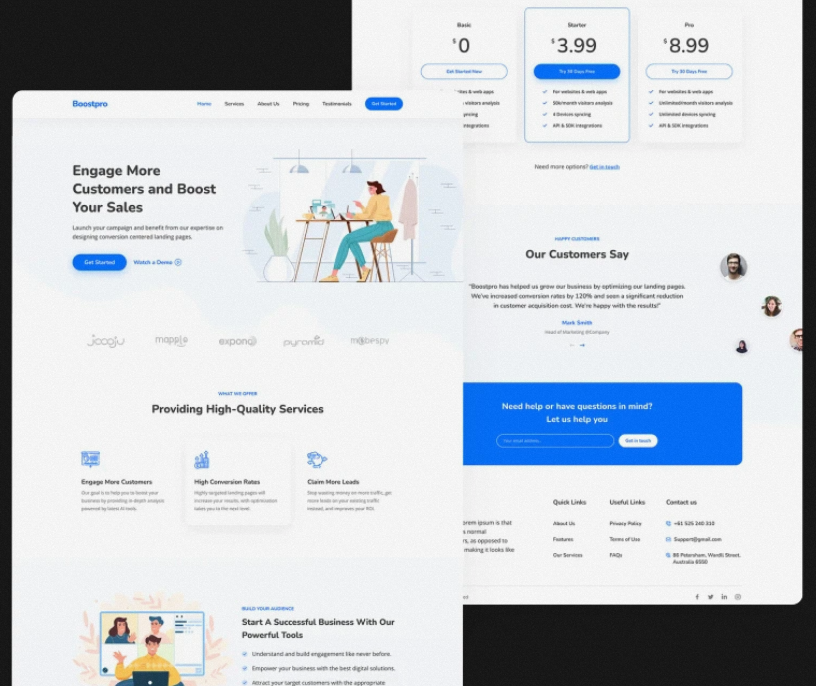 Boostpro
Home
Services
About Us
Pricing
Testimonials
Get Started
Engage More
Customers and Boost
Your Sales
Launch your campaign and benefit from our expertise on
designing conversion centered landing pages.
Get Started
Watch a Demo
mapple
expono
pyramid
WHAT WE OFFER
Providing High-Quality Services
Engage More Customers
Our goal is to help you to boost your
business by providing in-depth analysis
powered by latest AI tools.
High Conversion Rates
Highly targeted landing pages will
increase your results, with optimization
takes you to the next level.
Claim More Leads
Stop wasting money on more traffic, get
more leads on your existing traffic
instead, and improves your ROI.
BUILD YOUR AUDIENCE
Start A Successful Business With Our
Powerful Tools
Understand and build engagement like never before.
Empower your business with the best digital solutions.
Attract your target customers with the appropriate
Basic
$0
Get Started Now
sites & web apps
visitors analysis
syncing
integrations
Starter
$3.99
Try 30 Days Free
For websites & web apps
50k/month visitors analysis
4 Devices syncing
API & SDK integrations
Pro
$8.99
Try 30 Days Free
For websites & web apps
Unlimited/month visitors analysis
Unlimited devices syncing
API & SDK integrations
Need more options? Get in touch
HAPPY CUSTOMERS
Our Customers Say
"Boostpro has helped us grow our business by optimizing our landing pages.
We've increased conversion rates by 120% and seen a significant reduction
in customer acquisition cost. We're happy with the results!"
Mark Smith
Head of Marketing @Company
Need help or have questions in mind?
Let us help you
Your email address...
Get in touch
orem ipsum is that
s normal
rs, as opposed to
making it looks like
Quick Links
About Us
Features
Our Services
Useful Links
Privacy Policy
Terms of Use
FAQs
Contact us
+61 525 240 310
Support@gmail.com
86 Petersham, Wardll Street,
Australia 6550